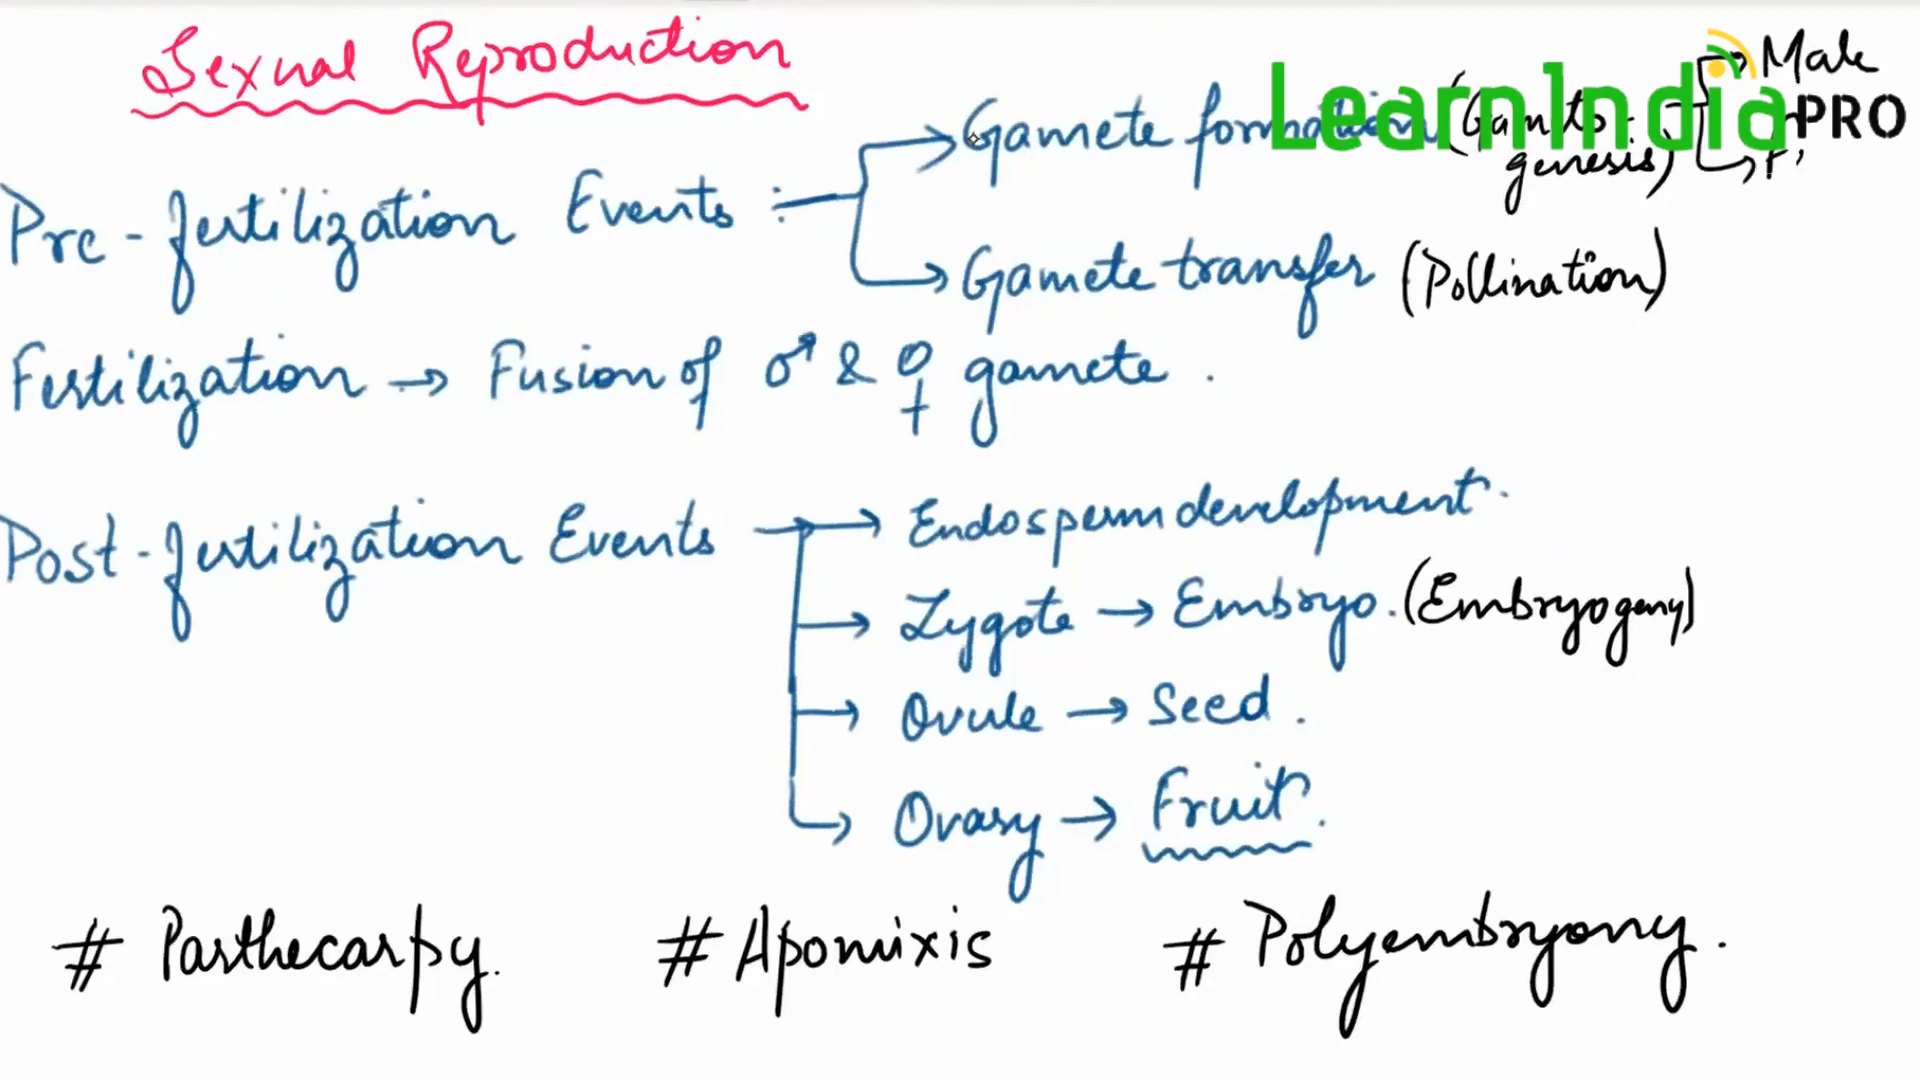 Sexual Reproduction
LearnIndia PRO
Pre-fertilization Events :
Gamete formation (Gameto-genesis)
Male
F
Gamete transfer (Pollination)
Fertilization → Fusion of ♂ & ♀ gamete.
Post-fertilization Events →
Endosperm development.
Zygote → Embryo. (Embryogeny)
Ovule → Seed.
Ovary → Fruit.
# Parthecarpy.
# Apomixis
# Polyembryony.